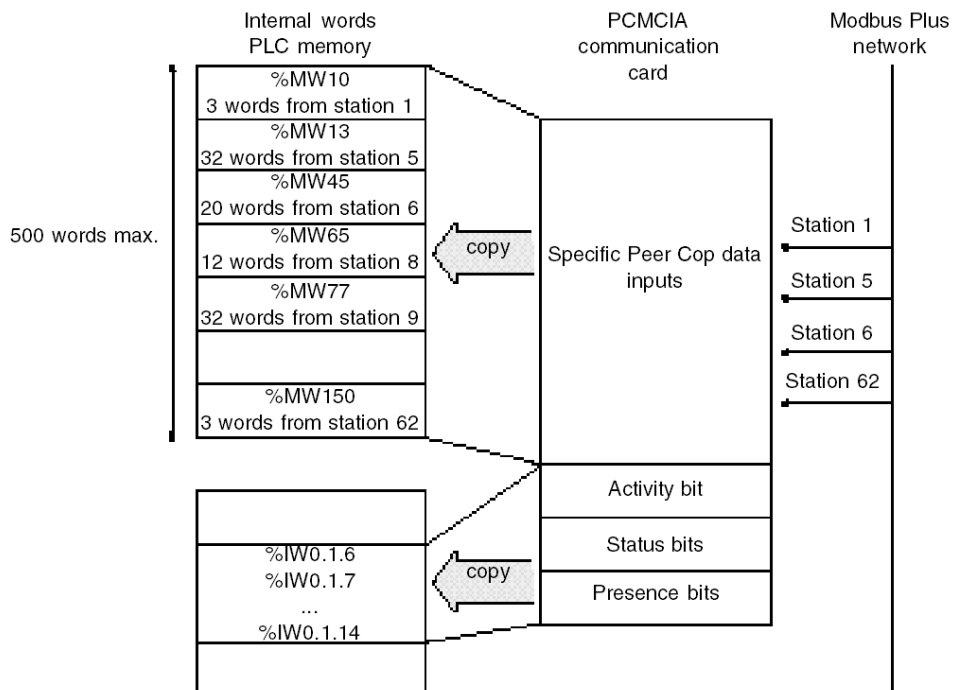 Internal words
PLC memory
PCMCIA
communication
card
Modbus Plus
network
%MW10
3 words from station 1
%MW13
32 words from station 5
%MW45
20 words from station 6
%MW65
12 words from station 8
%MW77
32 words from station 9
%MW150
3 words from station 62
500 words max.
copy
Specific Peer Cop data
inputs
Station 1
Station 5
Station 6
Station 62
Activity bit
Status bits
Presence bits
%IW0.1.6
%IW0.1.7
...
%IW0.1.14
copy